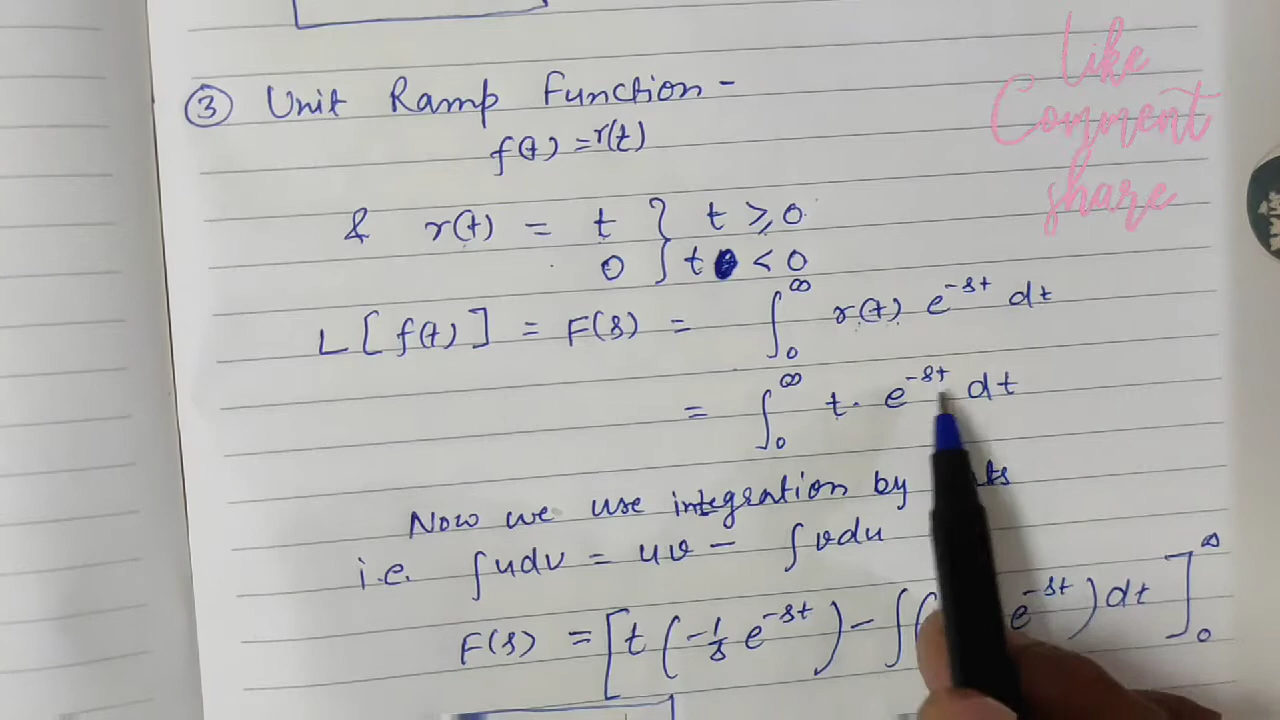 ③ Unit Ramp Function -
f(t) = r(t)
& r(t) = t } t ≥ 0
0 } t < 0
L[f(t)] = F(s) = ∫₀^∞ r(t) e^-st dt
= ∫₀^∞ t. e^-st dt
Now we use integration by
i.e. ∫udv = uv - ∫vdu
F(s) = [t(-1/s e^-st) - ∫( e^-st)dt]₀^∞
like
Comment
share